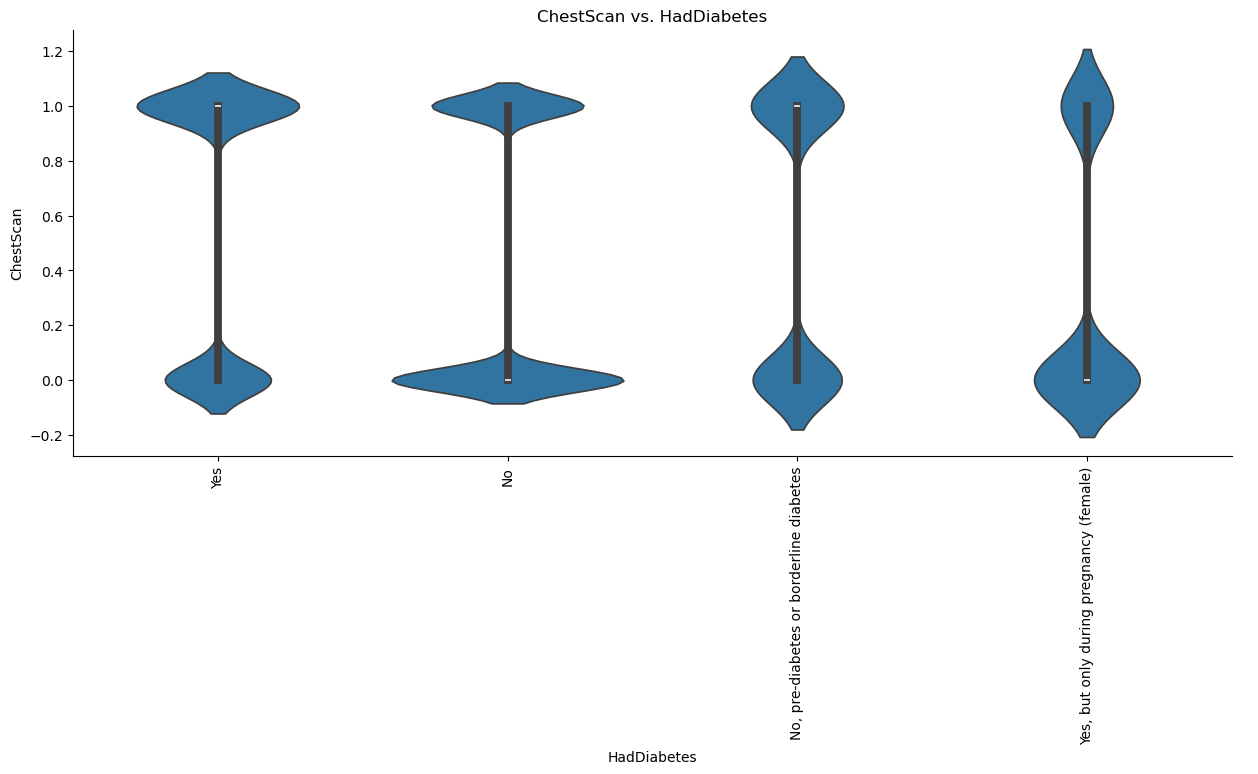 ChestScan vs. HadDiabetes
ChestScan
1.2
1.0
0.8
0.6
0.4
0.2
0.0
−0.2
Yes
No
No, pre-diabetes or borderline diabetes
Yes, but only during pregnancy (female)
HadDiabetes